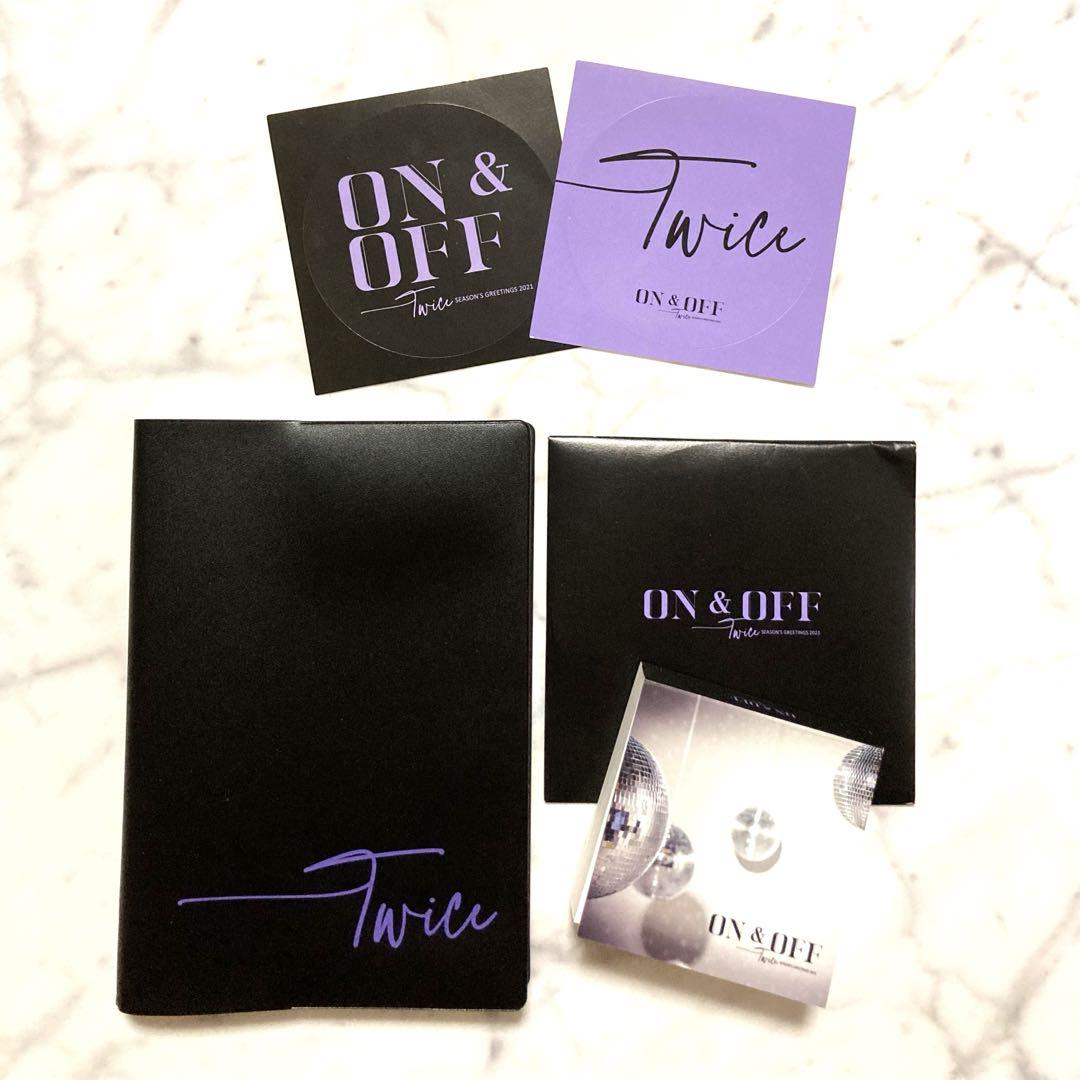 ON &
OFF
Twice SEASON'S GREETINGS 2021
Twice
ON & OFF
Twice
ON & OFF
Twice SEASON'S GREETINGS 2021
Twice
ON & OFF
Twice